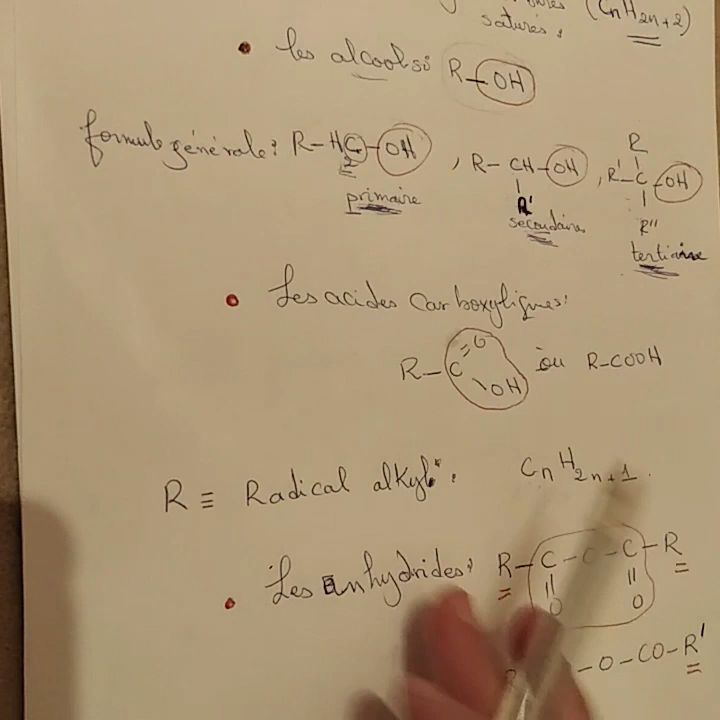 saturés : (CnH2n+2)
• les alcools: R-OH
formule générale: R-H2C-OH, R-CH-OH, R'-C-OH
R
R' R''
primaire secondaire tertiaire
• Les acides Carboxyliques:
R-C=O OH ou R-COOH
R ≡ Radical alkyl: CnH2n+1.
• Les Anhydrides: R-C-O-C-R
O O
-O-CO-R'